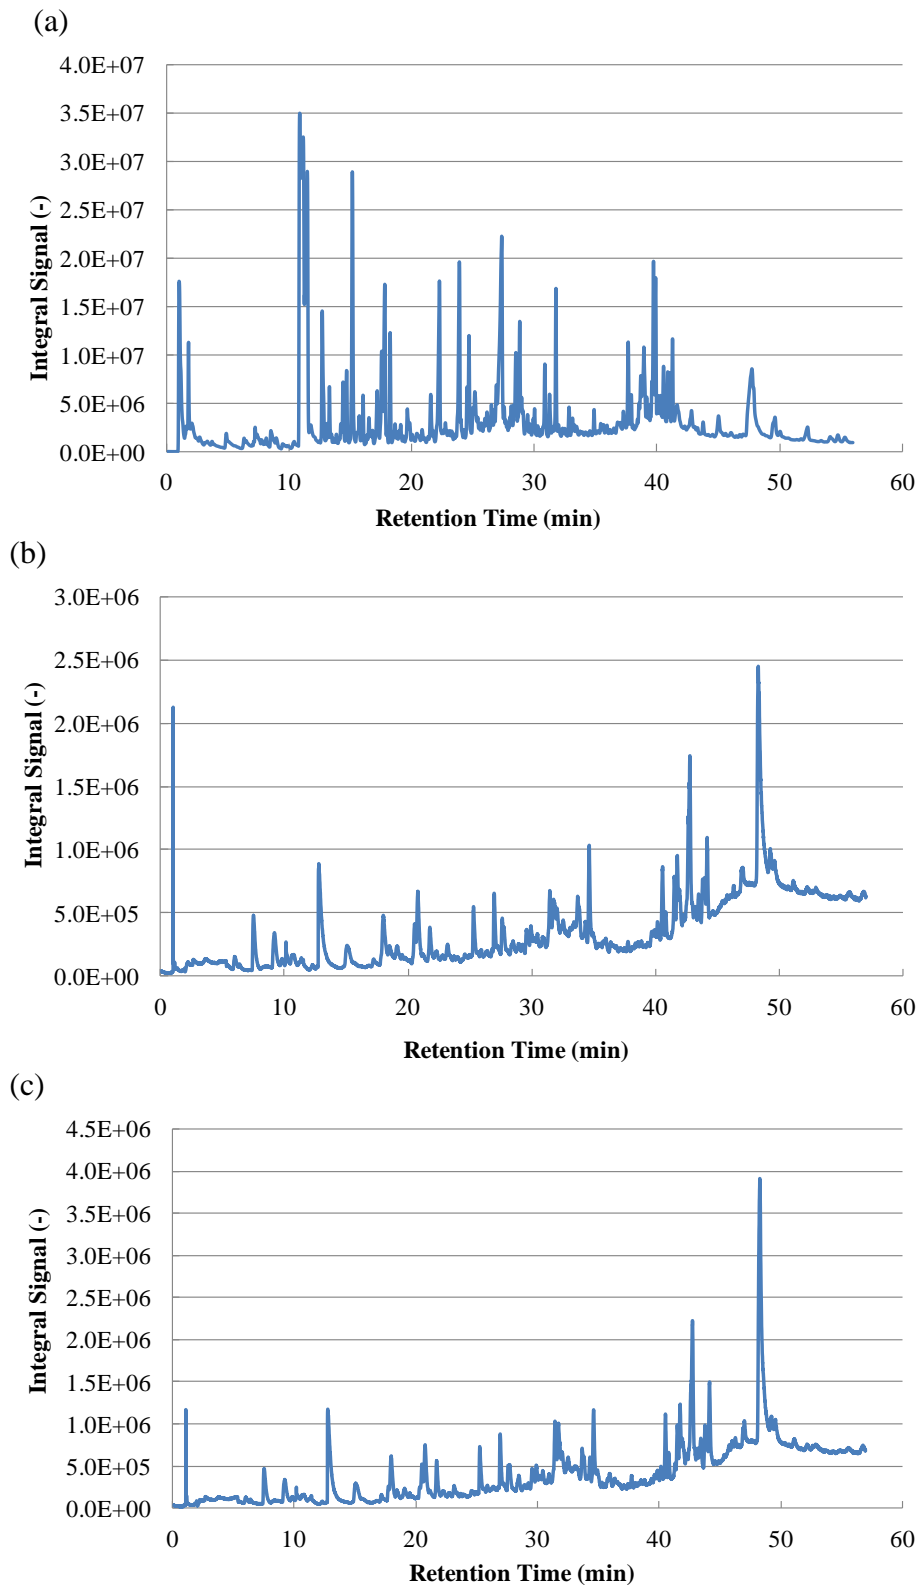 (a)
4.0E+07
3.5E+07
3.0E+07
2.5E+07
2.0E+07
1.5E+07
1.0E+07
5.0E+06
0.0E+00
Integral Signal (-)
0 10 20 30 40 50 60
Retention Time (min)
(b)
3.0E+06
2.5E+06
2.0E+06
1.5E+06
1.0E+06
5.0E+05
0.0E+00
Integral Signal (-)
0 10 20 30 40 50 60
Retention Time (min)
(c)
4.5E+06
4.0E+06
3.5E+06
3.0E+06
2.5E+06
2.0E+06
1.5E+06
1.0E+06
5.0E+05
0.0E+00
Integral Signal (-)
0 10 20 30 40 50 60
Retention Time (min)